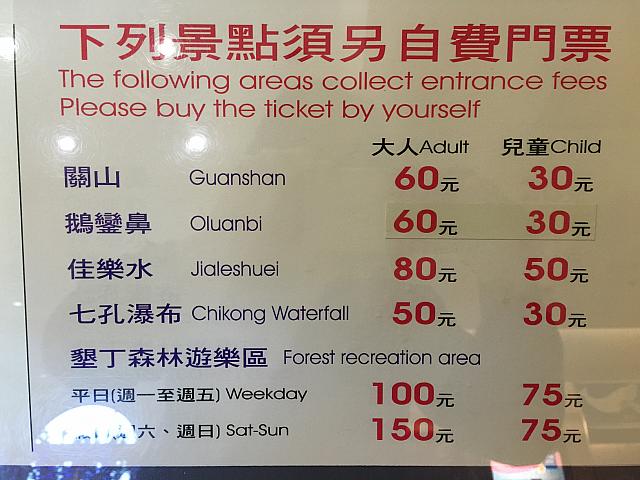 下列景點須另自費門票
The following areas collect entrance fees
Please buy the ticket by yourself
大人Adult 兒童Child
關山 Guanshan 60元 30元
鵝鑾鼻 Oluanbi 60元 30元
佳樂水 Jialeshuei 80元 50元
七孔瀑布 Chikong Waterfall 50元 30元
墾丁森林遊樂區 Forest recreation area
平日(週一至週五) Weekday 100元 75元
六、週日) Sat-Sun 150元 75元